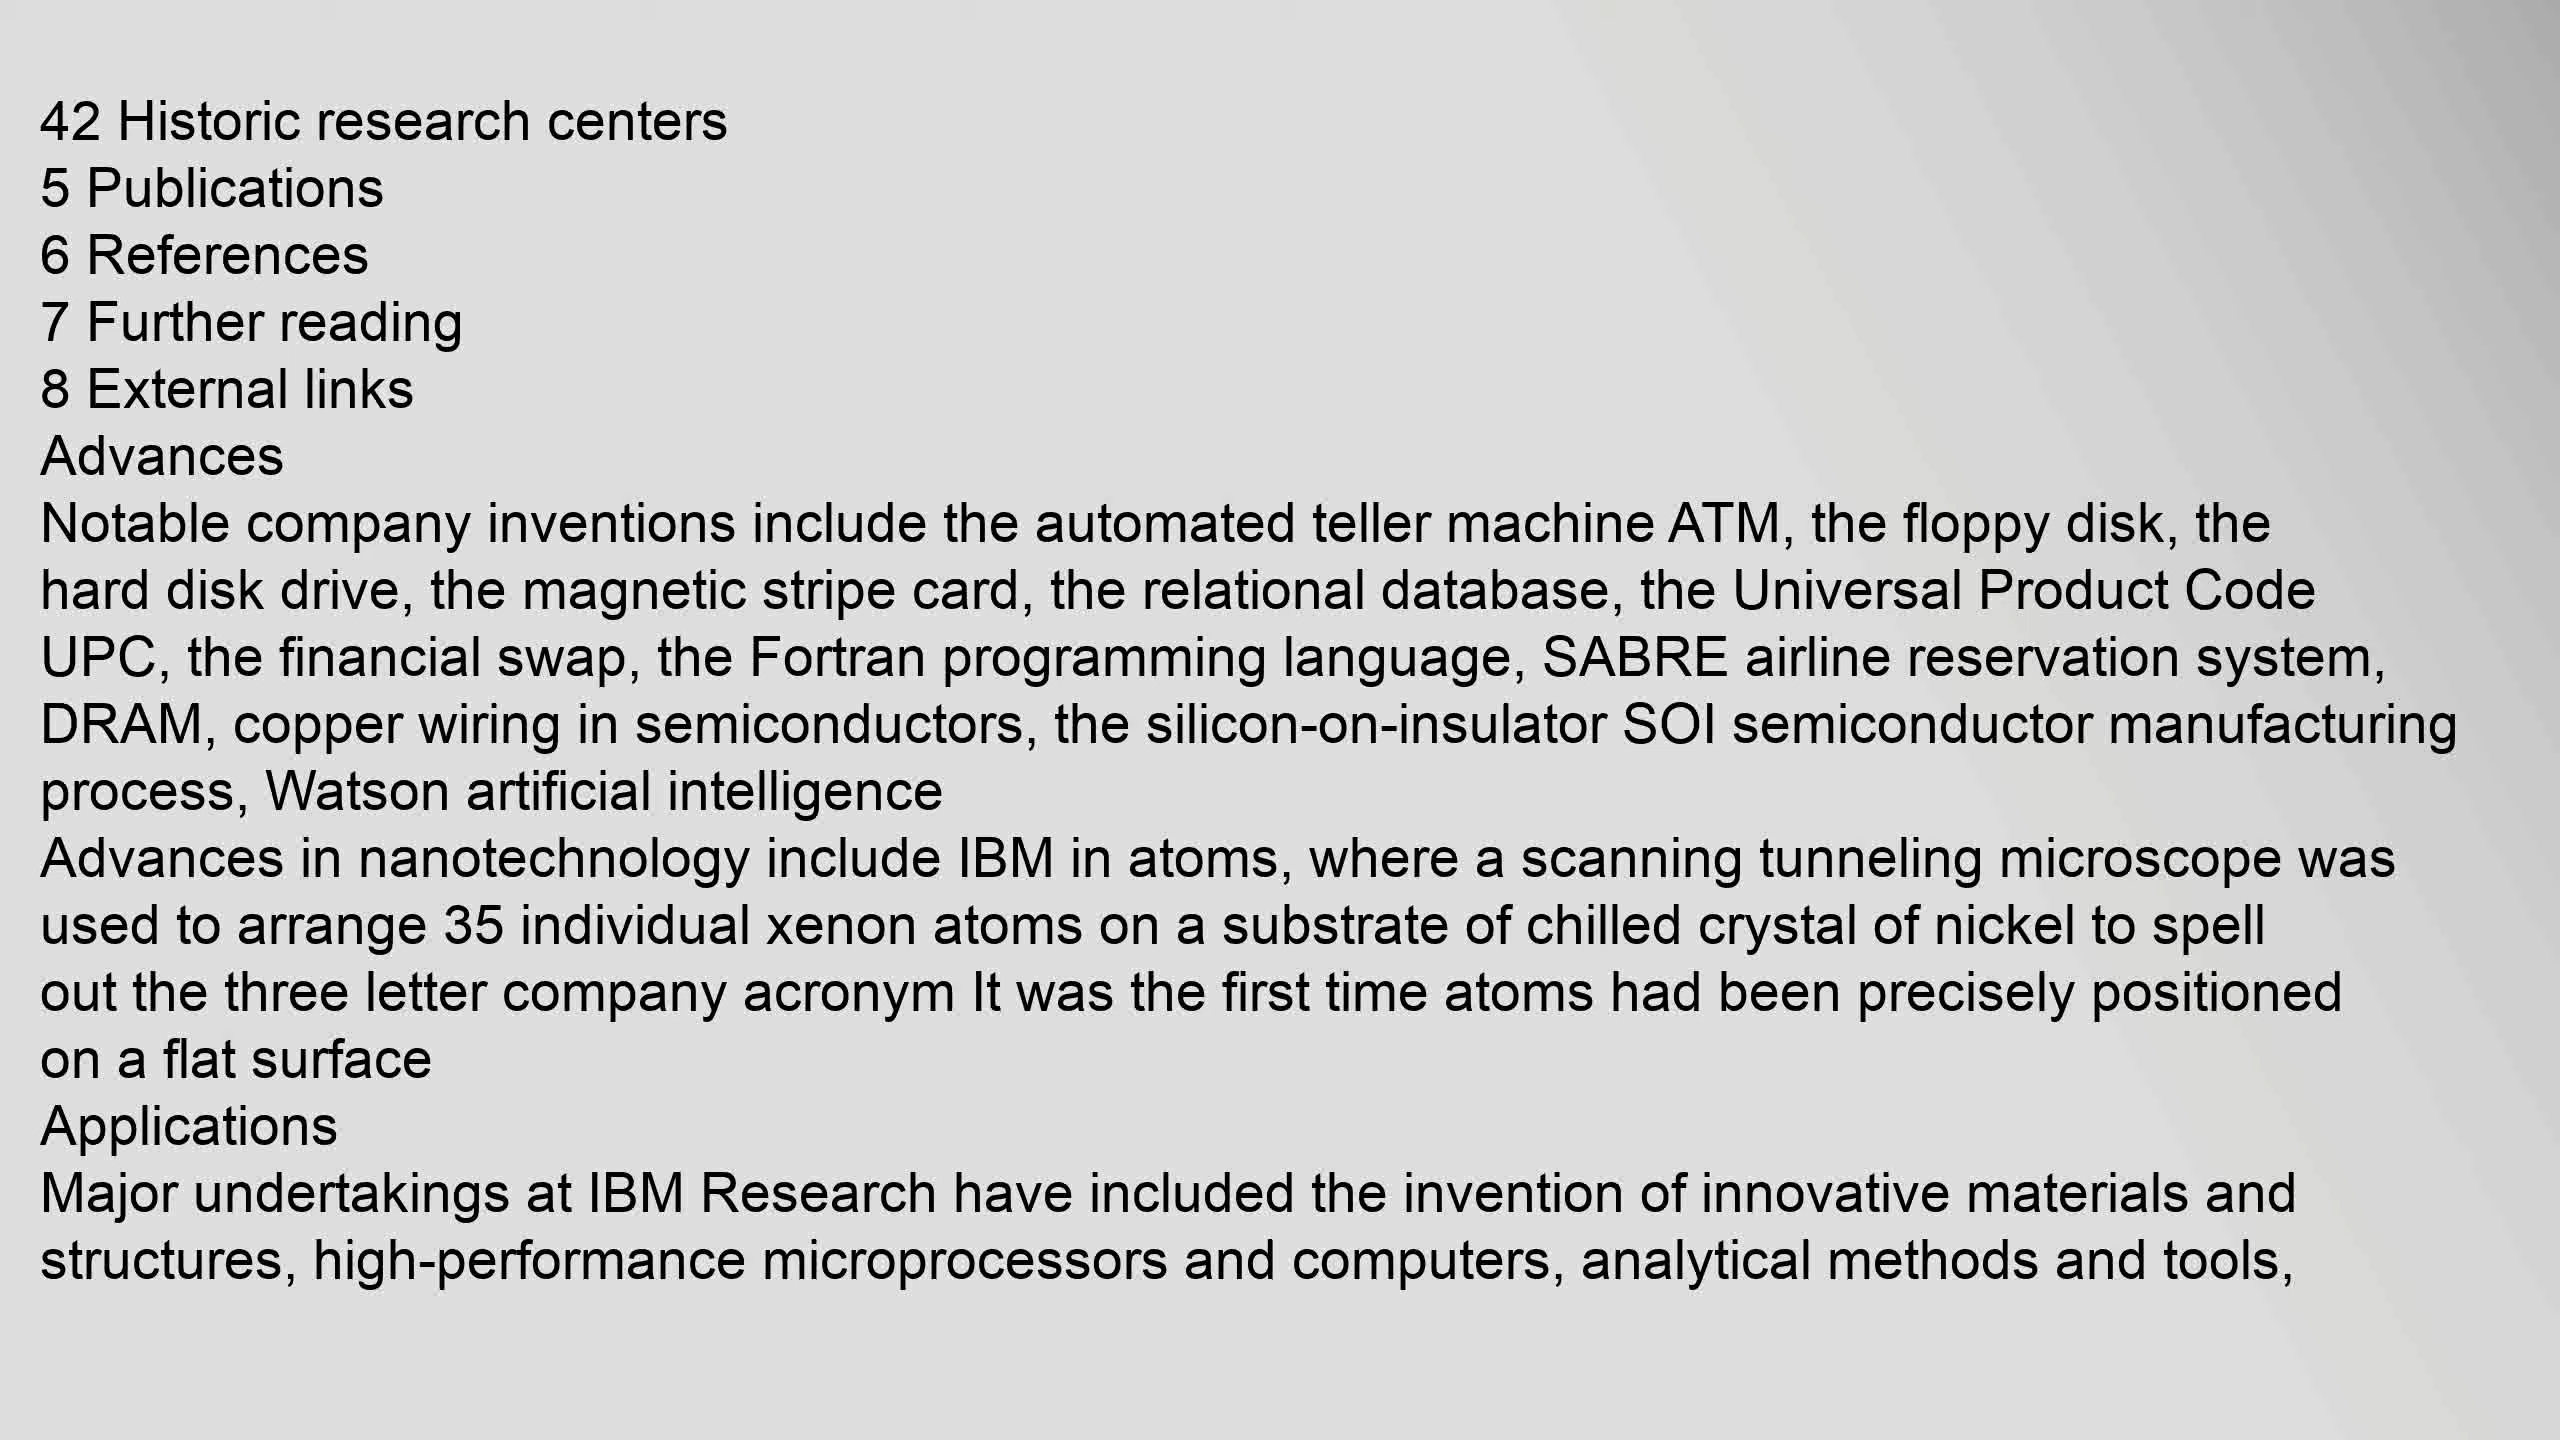 42 Historic research centers
5 Publications
6 References
7 Further reading
8 External links
Advances
Notable company inventions include the automated teller machine ATM, the floppy disk, the
hard disk drive, the magnetic stripe card, the relational database, the Universal Product Code
UPC, the financial swap, the Fortran programming language, SABRE airline reservation system,
DRAM, copper wiring in semiconductors, the silicon-on-insulator SOI semiconductor manufacturing
process, Watson artificial intelligence
Advances in nanotechnology include IBM in atoms, where a scanning tunneling microscope was
used to arrange 35 individual xenon atoms on a substrate of chilled crystal of nickel to spell
out the three letter company acronym It was the first time atoms had been precisely positioned
on a flat surface
Applications
Major undertakings at IBM Research have included the invention of innovative materials and
structures, high-performance microprocessors and computers, analytical methods and tools,